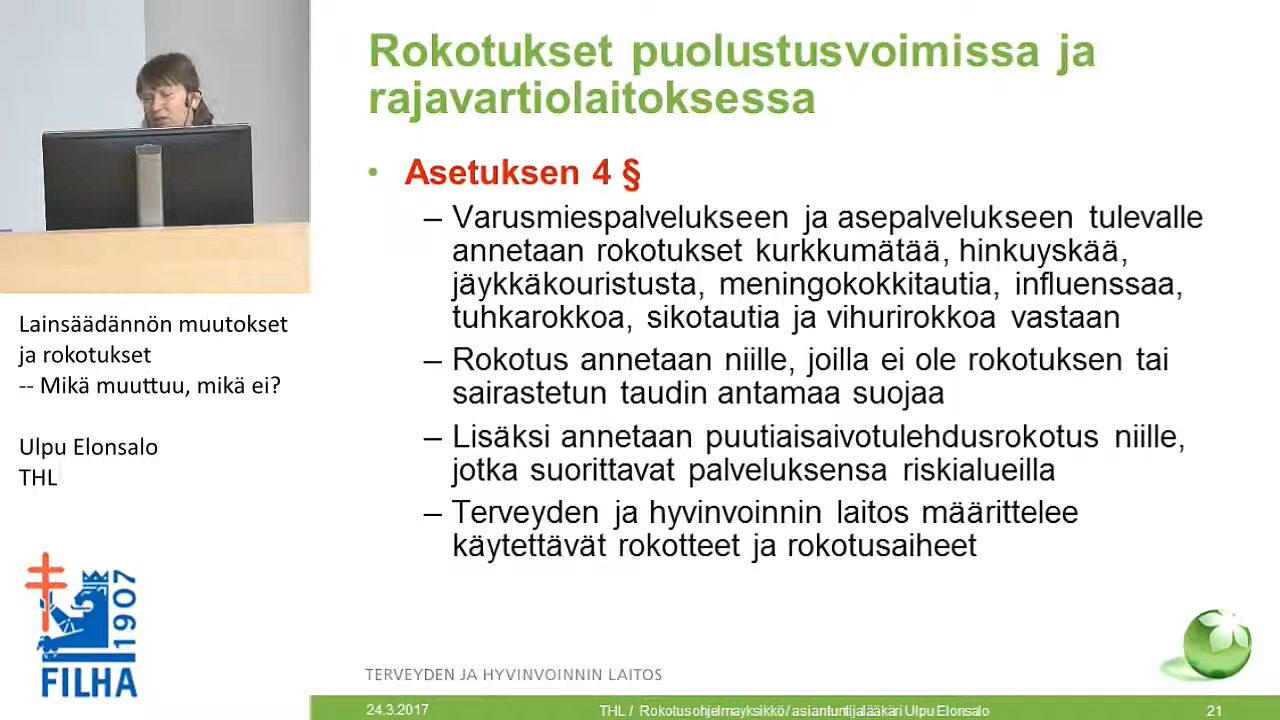 Rokotukset puolustusvoimissa ja
rajavartiolaitoksessa
• Asetuksen 4 §
– Varusmiespalvelukseen ja asepalvelukseen tulevalle
annetaan rokotukset kurkkumätää, hinkuyskää,
jäykkäkouristusta, meningokokkitautia, influenssaa,
tuhkarokkoa, sikotautia ja vihurirokkoa vastaan
– Rokotus annetaan niille, joilla ei ole rokotuksen tai
sairastetun taudin antamaa suojaa
– Lisäksi annetaan puutiaisaivotulehdusrokotus niille,
jotka suorittavat palveluksensa riskialueilla
– Terveyden ja hyvinvoinnin laitos määrittelee
käytettävät rokotteet ja rokotusaiheet
Lainsäädännön muutokset
ja rokotukset
-- Mikä muuttuu, mikä ei?
Ulpu Elonsalo
THL
1907
FILHA
TERVEYDEN JA HYVINVOINNIN LAITOS
24.3.2017
THL / Rokotusohjelmayksikkö/ asiantuntijalääkäri Ulpu Elonsalo
21